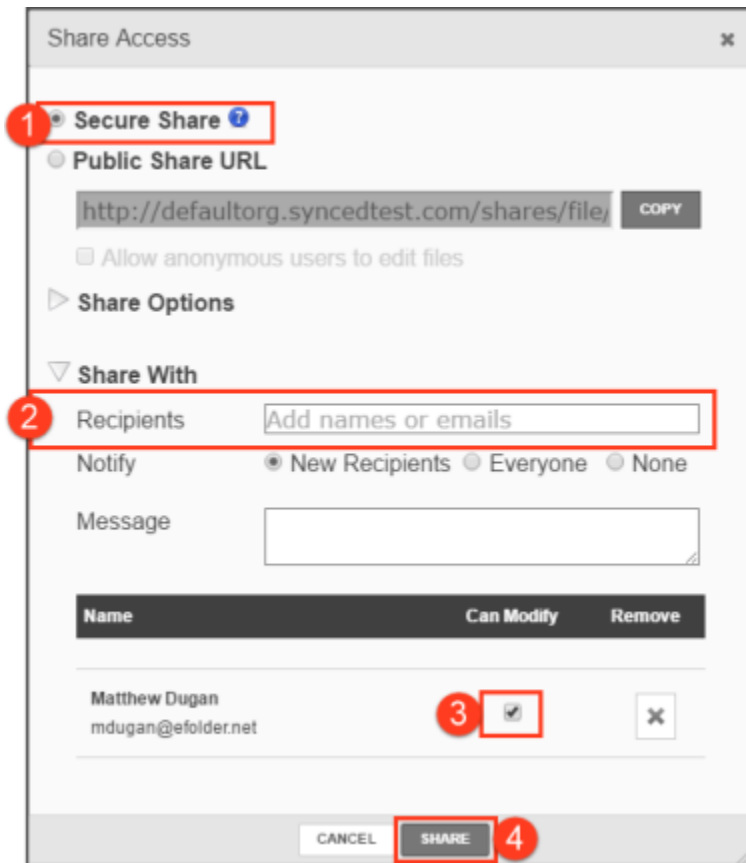 Share Access
1 Secure Share ?
Public Share URL
http://defaultorg.syncedtest.com/shares/file/ COPY
Allow anonymous users to edit files
Share Options
Share With
2 Recipients Add names or emails
Notify New Recipients Everyone None
Message
Name Can Modify Remove
Matthew Dugan
mdugan@efolder.net
3
CANCEL SHARE 4